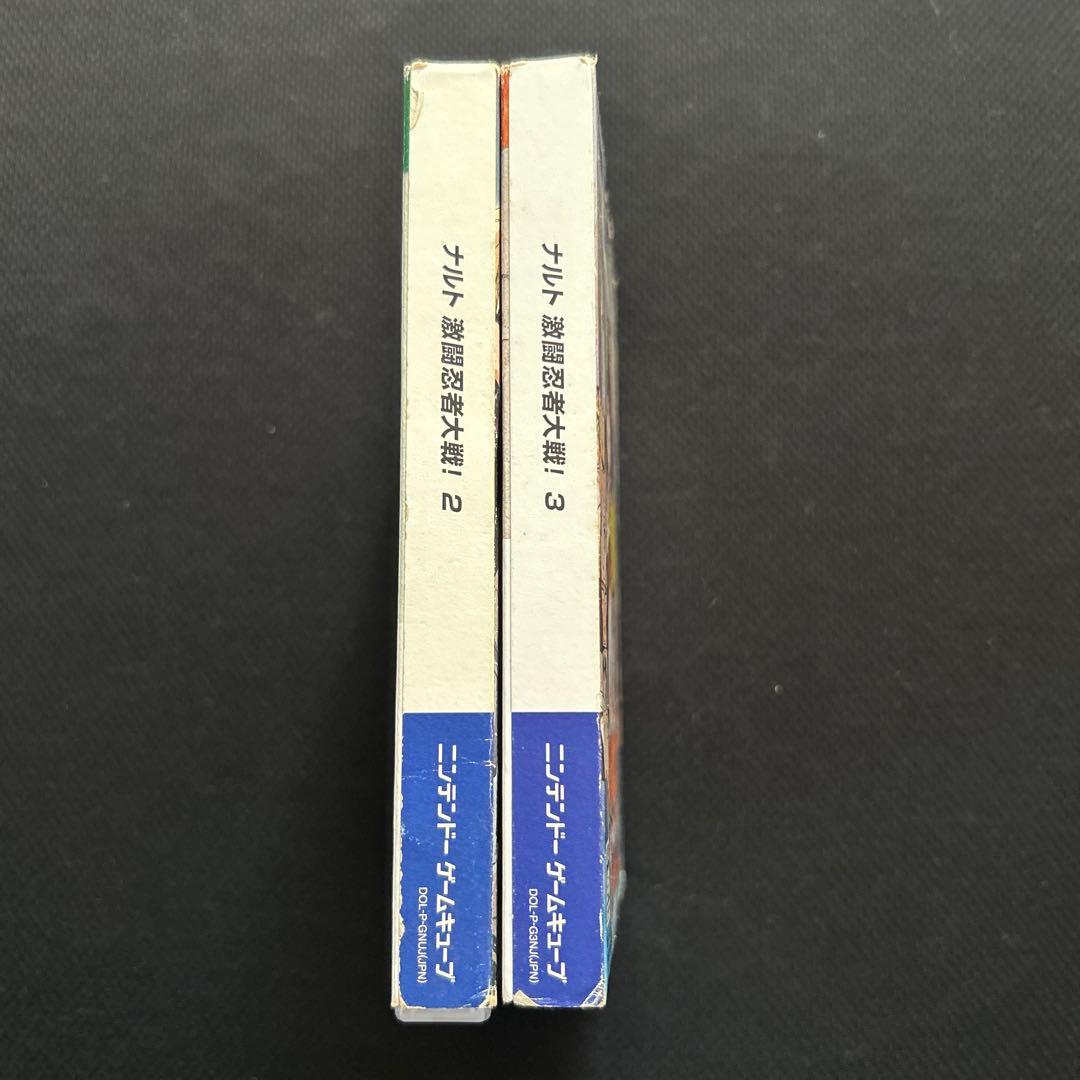 ナルト 激闘忍者大戦! 2
ニンテンドー ゲームキューブ
DOL-P-GNUJ(JPN)
ナルト 激闘忍者大戦! 3
ニンテンドー ゲームキューブ
DOL-P-G3NJ(JPN)